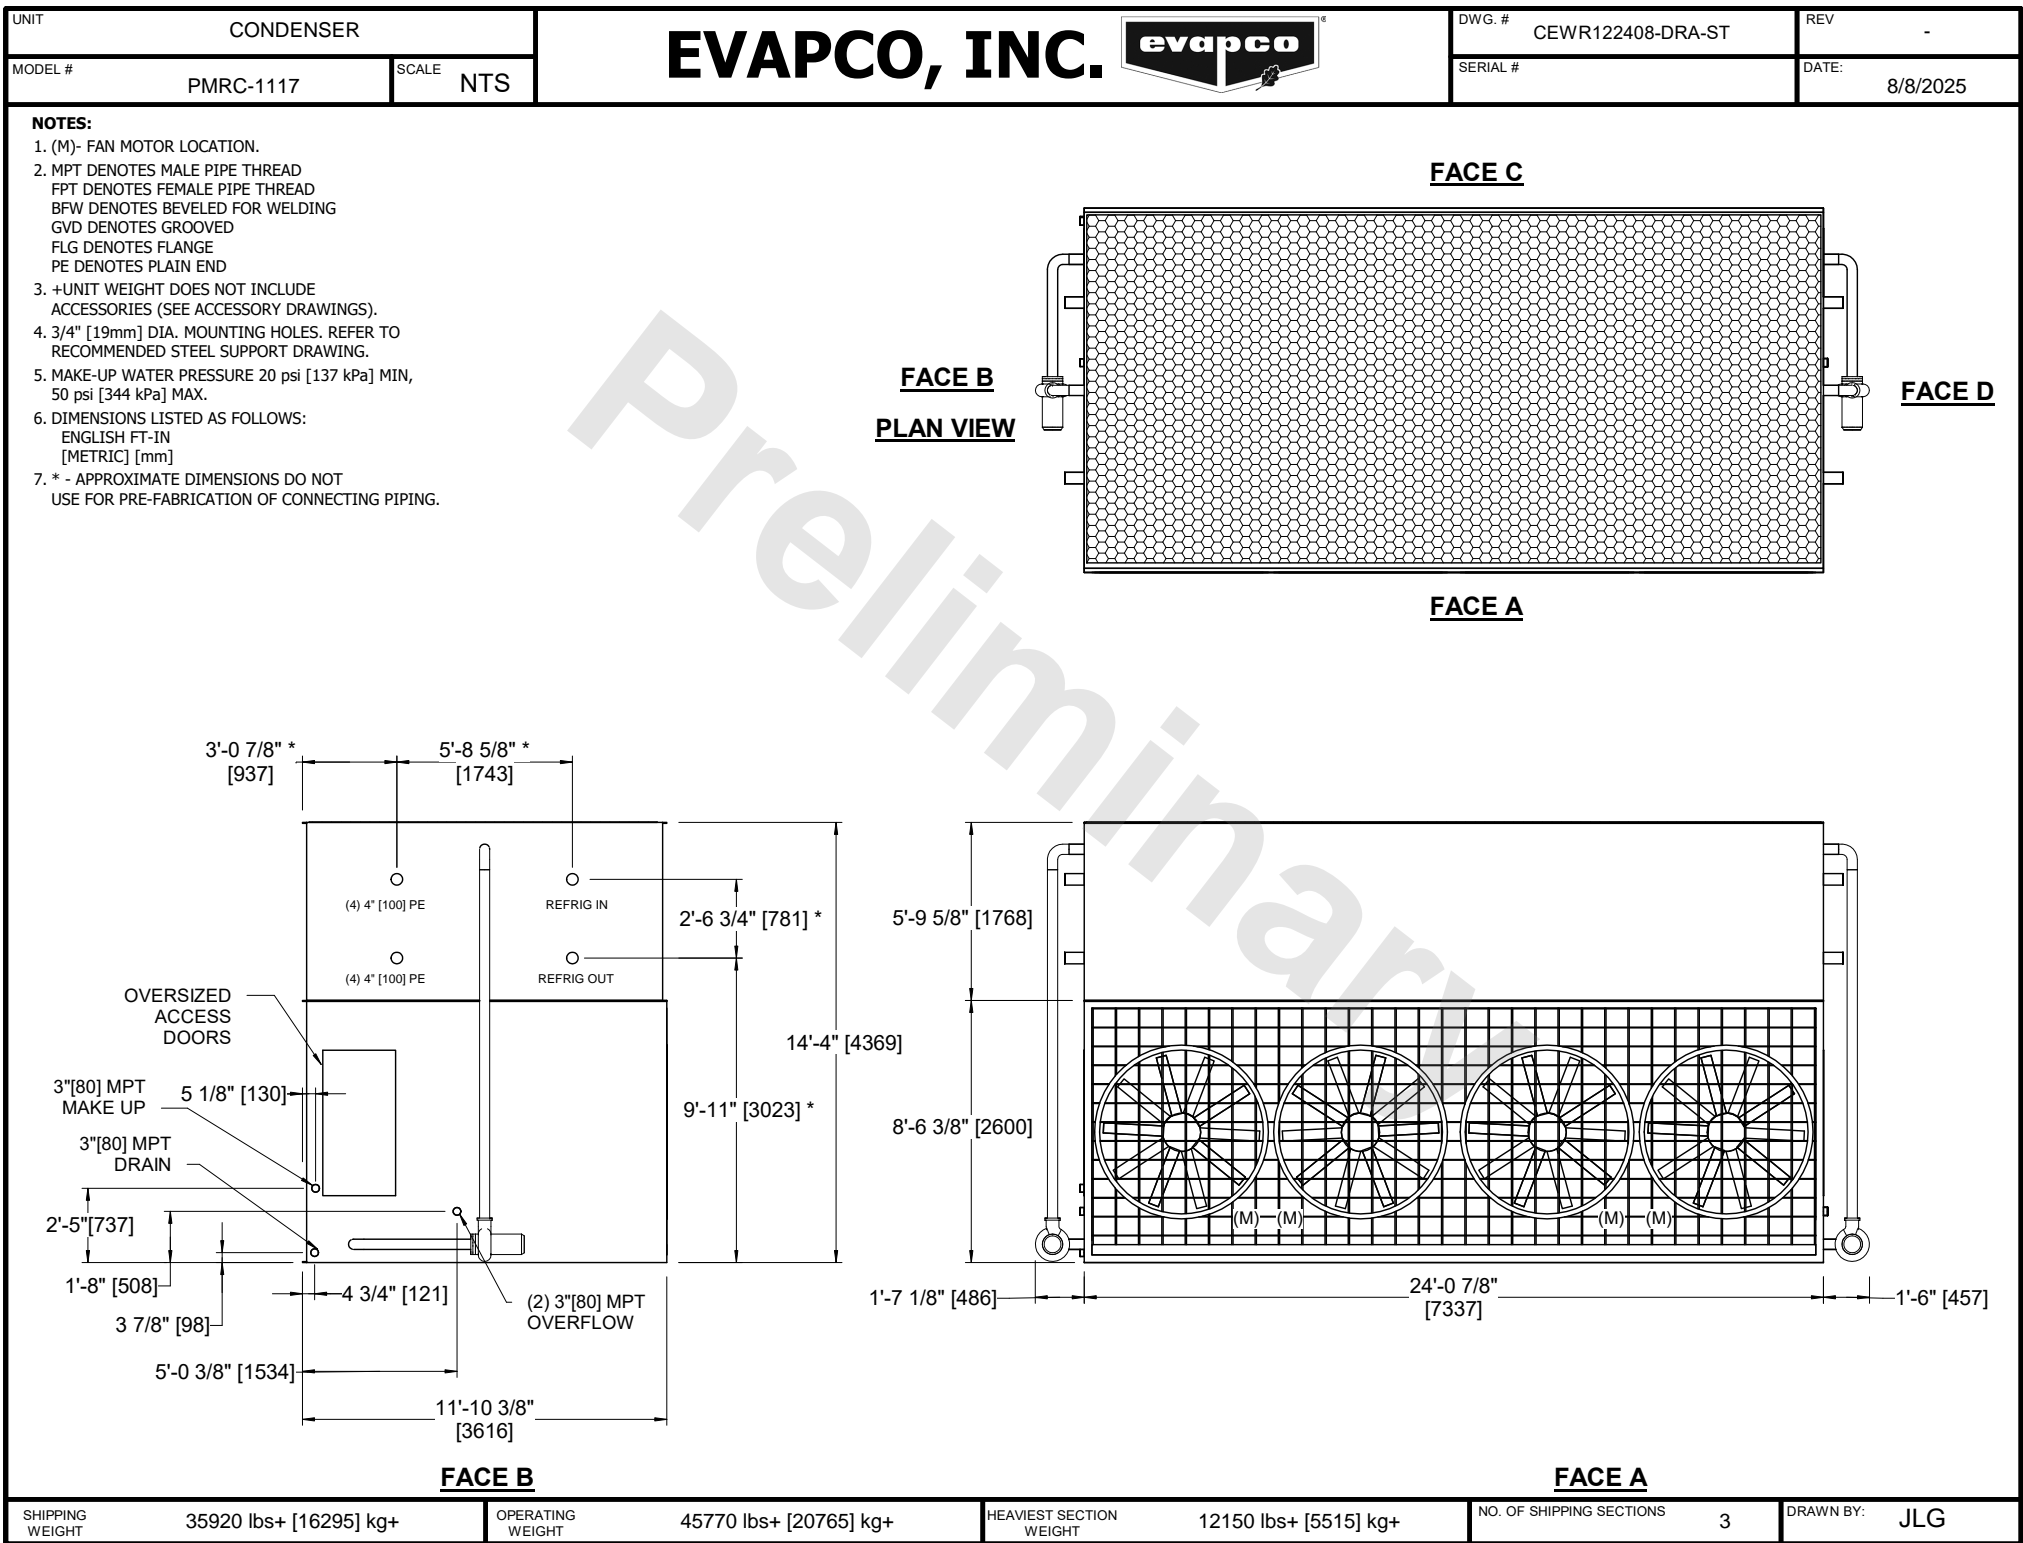 UNIT
CONDENSER
MODEL #
PMRC-1117
SCALE
NTS
EVAPCO, INC.
evapco
®
DWG. #
CEWR122408-DRA-ST
REV
-
SERIAL #
DATE:
8/8/2025
NOTES:
1. (M)- FAN MOTOR LOCATION.
2. MPT DENOTES MALE PIPE THREAD
FPT DENOTES FEMALE PIPE THREAD
BFW DENOTES BEVELED FOR WELDING
GVD DENOTES GROOVED
FLG DENOTES FLANGE
PE DENOTES PLAIN END
3. +UNIT WEIGHT DOES NOT INCLUDE
ACCESSORIES (SEE ACCESSORY DRAWINGS).
4. 3/4" [19mm] DIA. MOUNTING HOLES. REFER TO
RECOMMENDED STEEL SUPPORT DRAWING.
5. MAKE-UP WATER PRESSURE 20 psi [137 kPa] MIN,
50 psi [344 kPa] MAX.
6. DIMENSIONS LISTED AS FOLLOWS:
ENGLISH FT-IN
[METRIC] [mm]
7. * - APPROXIMATE DIMENSIONS DO NOT
USE FOR PRE-FABRICATION OF CONNECTING PIPING.
FACE C
FACE B
PLAN VIEW
FACE D
FACE A
Preliminary
3'-0 7/8" *
[937]
5'-8 5/8" *
[1743]
(4) 4" [100] PE
REFRIG IN
2'-6 3/4" [781] *
(4) 4" [100] PE
REFRIG OUT
OVERSIZED
ACCESS
DOORS
14'-4" [4369]
3"[80] MPT
MAKE UP
5 1/8" [130]
9'-11" [3023] *
3"[80] MPT
DRAIN
2'-5"[737]
1'-8" [508]
4 3/4" [121]
3 7/8" [98]
(2) 3"[80] MPT
OVERFLOW
5'-0 3/8" [1534]
11'-10 3/8"
[3616]
FACE B
5'-9 5/8" [1768]
8'-6 3/8" [2600]
(M)
(M)
(M)
(M)
1'-7 1/8" [486]
24'-0 7/8"
[7337]
1'-6" [457]
FACE A
SHIPPING
WEIGHT
35920 lbs+ [16295] kg+
OPERATING
WEIGHT
45770 lbs+ [20765] kg+
HEAVIEST SECTION
WEIGHT
12150 lbs+ [5515] kg+
NO. OF SHIPPING SECTIONS
3
DRAWN BY:
JLG